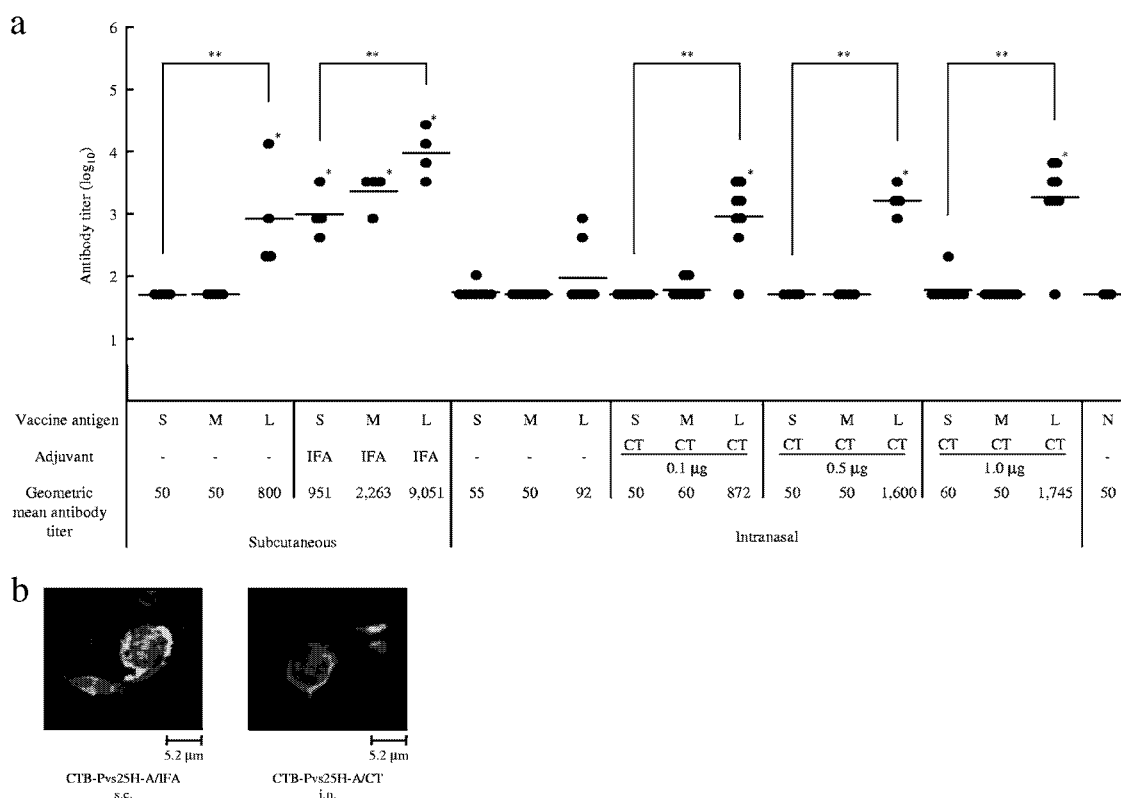 a
6
5
4
3
2
1
Antibody titer (log10)
** ** ** ** **
* * * * * * *
Vaccine antigen S M L S M L S M L S M L S M L S M L N
Adjuvant - - - IFA IFA IFA - - - CT CT CT CT CT CT CT CT CT -
0.1 µg 0.5 µg 1.0 µg
Geometric mean antibody titer 50 50 800 951 2,263 9,051 55 50 92 50 60 872 50 50 1,600 60 50 1,745 50
Subcutaneous Intranasal
b
5.2 µm 5.2 µm
CTB-Pvs25H-A/IFA CTB-Pvs25H-A/CT
s.c. i.n.